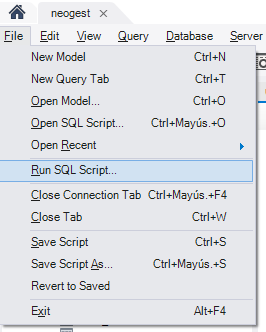 neogest ×
File Edit View Query Database Server
New Model Ctrl+N
New Query Tab Ctrl+T
Open Model... Ctrl+O
Open SQL Script... Ctrl+Mayús.+O
Open Recent
Run SQL Script...
Close Connection Tab Ctrl+Mayús.+F4
Close Tab Ctrl+W
Save Script Ctrl+S
Save Script As... Ctrl+Mayús.+S
Revert to Saved
Exit Alt+F4